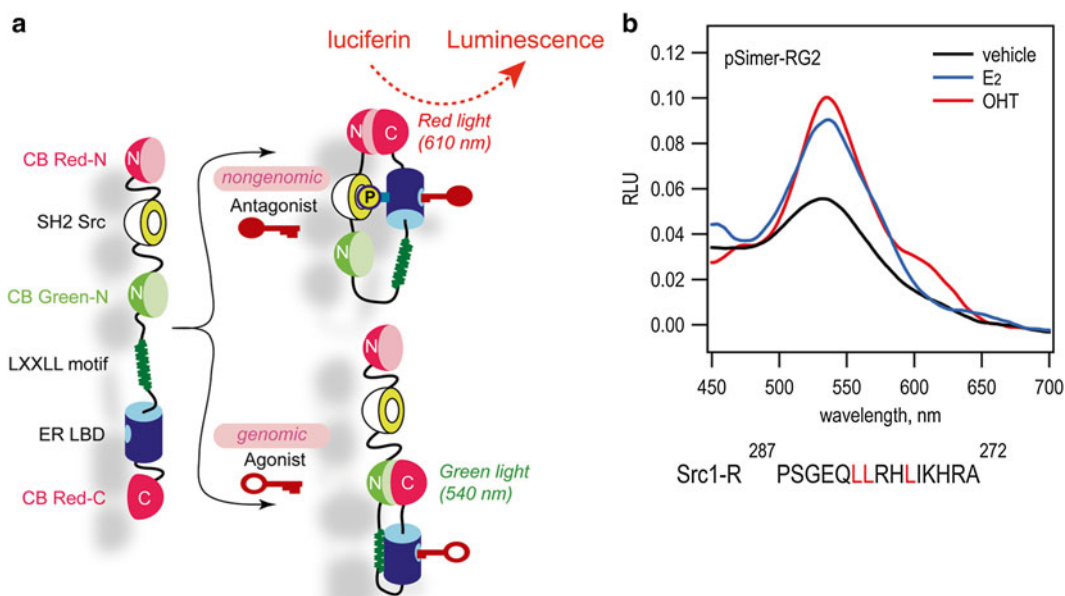 a
luciferin Luminescence
CB Red-N
N
SH2 Src
CB Green-N
N
LXXLL motif
ER LBD
CB Red-C
C
nongenomic
Antagonist
N C
Red light
(610 nm)
P
N
genomic
Agonist
N
N C
Green light
(540 nm)
b
pSimer-RG2
vehicle
E2
OHT
RLU
0.12
0.10
0.08
0.06
0.04
0.02
0.00
450 500 550 600 650 700
wavelength, nm
Src1-R 287 PSGEQLLRHLIKHRA 272